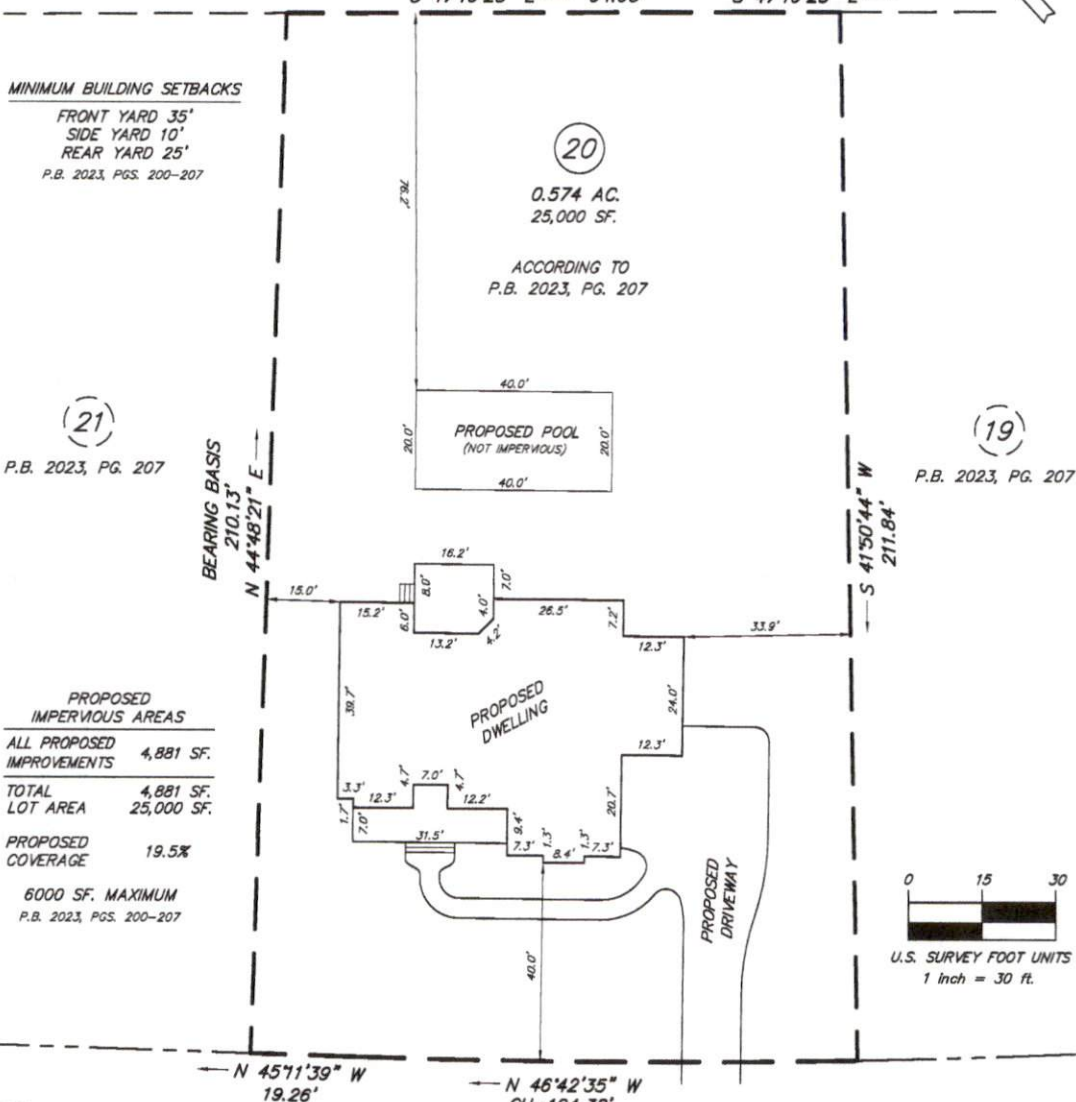 MINIMUM BUILDING SETBACKS
FRONT YARD 35'
SIDE YARD 10'
REAR YARD 25'
P.B. 2023, PGS. 200-207
20
0.574 AC.
25,000 SF.
ACCORDING TO
P.B. 2023, PG. 207
76.2'
40.0'
20.0'
PROPOSED POOL
(NOT IMPERVIOUS)
20.0'
40.0'
21
P.B. 2023, PG. 207
19
P.B. 2023, PG. 207
BEARING BASIS
210.13'
N 44°48'21" E
S 41°50'44" W
211.84'
16.2'
8.0'
7.0'
15.0'
15.2'
6.0'
4.0'
4.2'
13.2'
26.5'
7.2'
12.3'
33.9'
39.7'
PROPOSED
DWELLING
24.0'
12.3'
20.7'
3.3'
1.7'
12.3'
7.0'
4.7'
7.0'
4.7'
12.2'
9.4'
31.5'
7.3'
1.3'
8.4'
1.3'
7.3'
40.0'
PROPOSED
DRIVEWAY
PROPOSED
IMPERVIOUS AREAS
ALL PROPOSED
IMPROVEMENTS 4,881 SF.
TOTAL 4,881 SF.
LOT AREA 25,000 SF.
PROPOSED
COVERAGE 19.5%
6000 SF. MAXIMUM
P.B. 2023, PGS. 200-207
0 15 30
U.S. SURVEY FOOT UNITS
1 inch = 30 ft.
N 45°11'39" W
19.26'
N 46°42'35" W